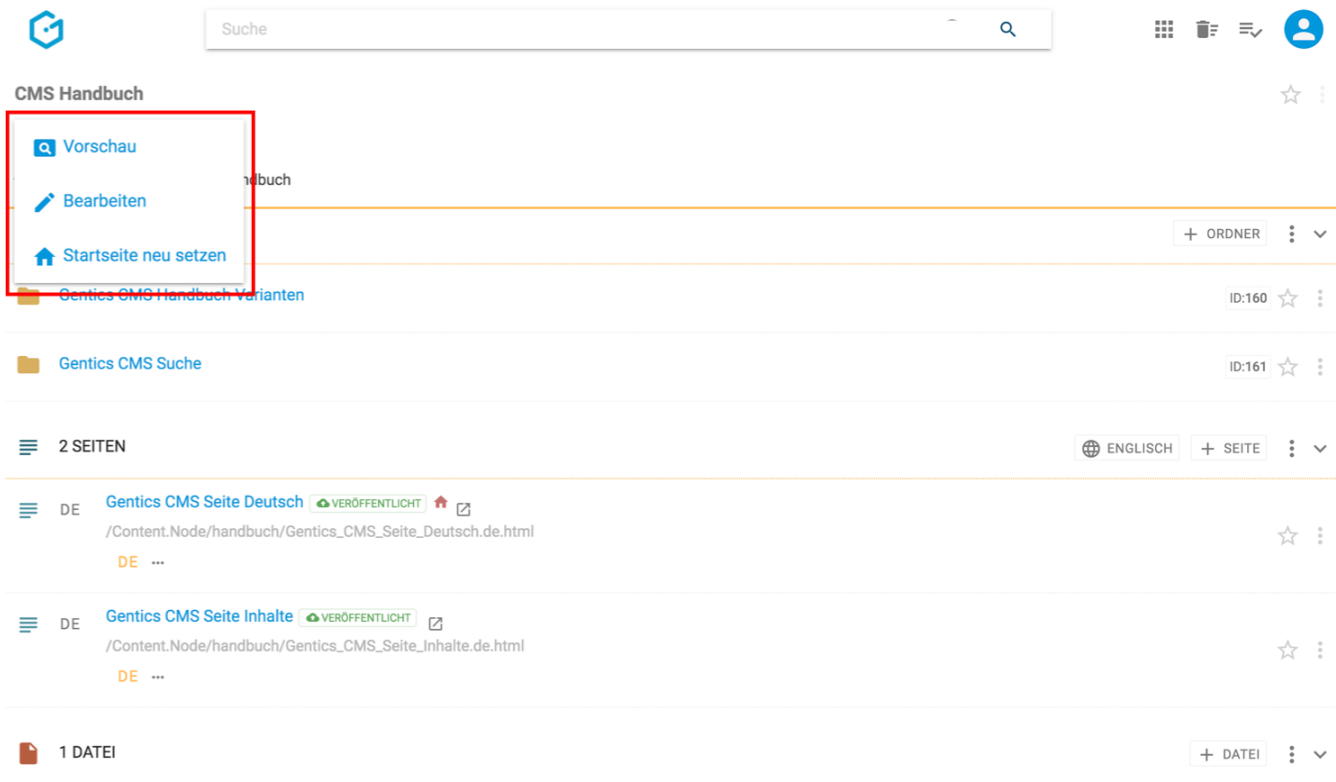 Suche
CMS Handbuch
Vorschau
Bearbeiten
Startseite neu setzen
+ ORDNER
Gentics CMS Handbuch Varianten
ID:160
Gentics CMS Suche
ID:161
2 SEITEN
ENGLISCH
+ SEITE
DE
Gentics CMS Seite Deutsch
VERÖFFENTLICHT
/Content.Node/handbuch/Gentics_CMS_Seite_Deutsch.de.html
DE ...
DE
Gentics CMS Seite Inhalte
VERÖFFENTLICHT
/Content.Node/handbuch/Gentics_CMS_Seite_Inhalte.de.html
DE ...
1 DATEI
+ DATEI